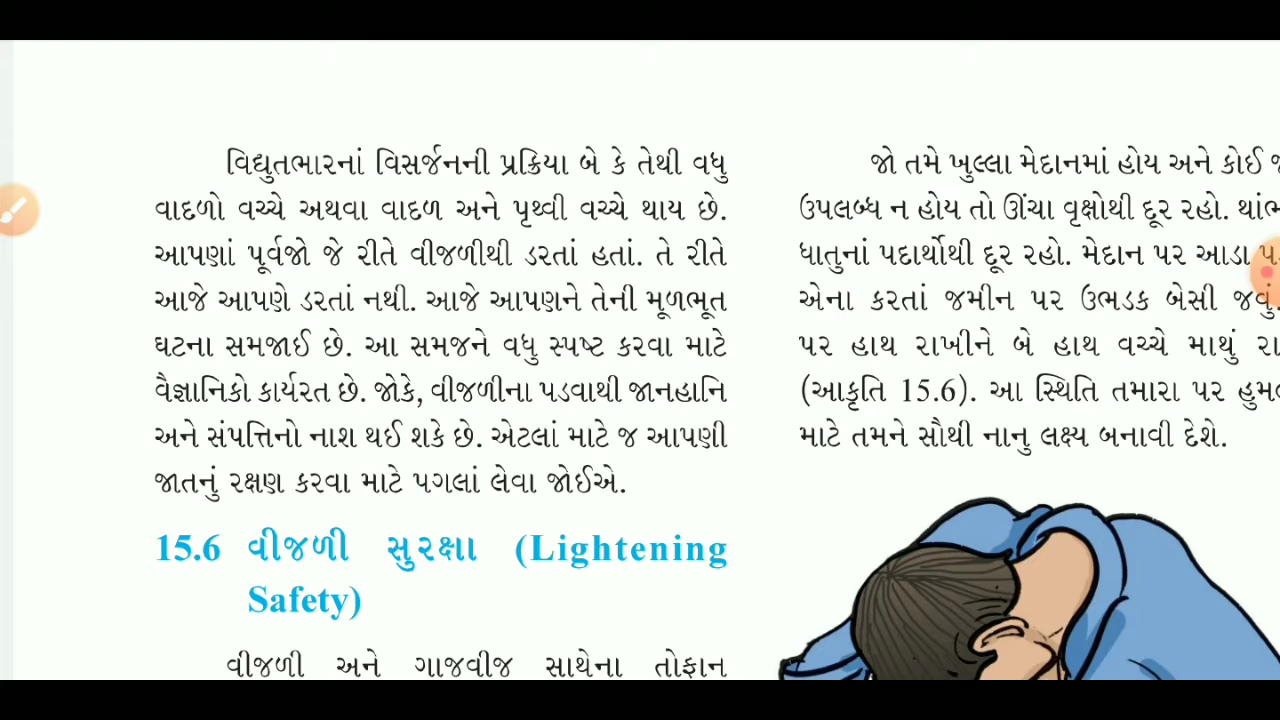 વિદ્યુતભારનાં વિસર્જનની પ્રક્રિયા બે કે તેથી વધુ
વાદળો વચ્ચે અથવા વાદળ અને પૃથ્વી વચ્ચે થાય છે.
આપણાં પૂર્વજો જે રીતે વીજળીથી ડરતાં હતાં. તે રીતે
આજે આપણે ડરતાં નથી. આજે આપણને તેની મૂળભૂત
ઘટના સમજાઈ છે. આ સમજને વધુ સ્પષ્ટ કરવા માટે
વૈજ્ઞાનિકો કાર્યરત છે. જોકે, વીજળીના પડવાથી જાનહાનિ
અને સંપત્તિનો નાશ થઈ શકે છે. એટલાં માટે જ આપણી
જાતનું રક્ષણ કરવા માટે પગલાં લેવા જોઈએ.
15.6 વીજળી સુરક્ષા (Lightening
Safety)
વીજળી અને ગાજવીજ સાથેના તોફાન
જો તમે ખુલ્લા મેદાનમાં હોય અને કોઈ
ઉપલબ્ધ ન હોય તો ઊંચા વૃક્ષોથી દૂર રહો.
ધાતુનાં પદાર્થોથી દૂર રહો. મેદાન પર આડા
એના કરતાં જમીન પર ઉભડક બેસી જવું.
પર હાથ રાખીને બે હાથ વચ્ચે માથું
(આકૃતિ 15.6). આ સ્થિતિ તમારા પર
માટે તમને સૌથી નાનુ લક્ષ્ય બનાવી દેશે.